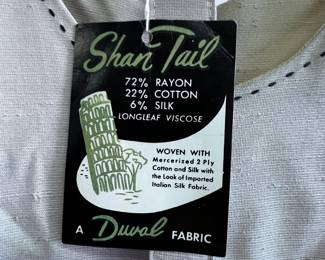 Shan Tail
72% RAYON
22% COTTON
6% SILK
LONGLEAF VISCOSE
WOVEN WITH
Mercerized 2 Ply
Cotton and Silk with
the Look of Imported
Italian Silk Fabric.
A Duval FABRIC